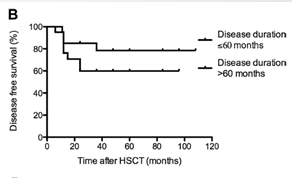 B
Disease free survival (%)
100
80
60
40
20
0
0 20 40 60 80 100 120
Time after HSCT (months)
Disease duration
≤60 months
Disease duration
>60 months